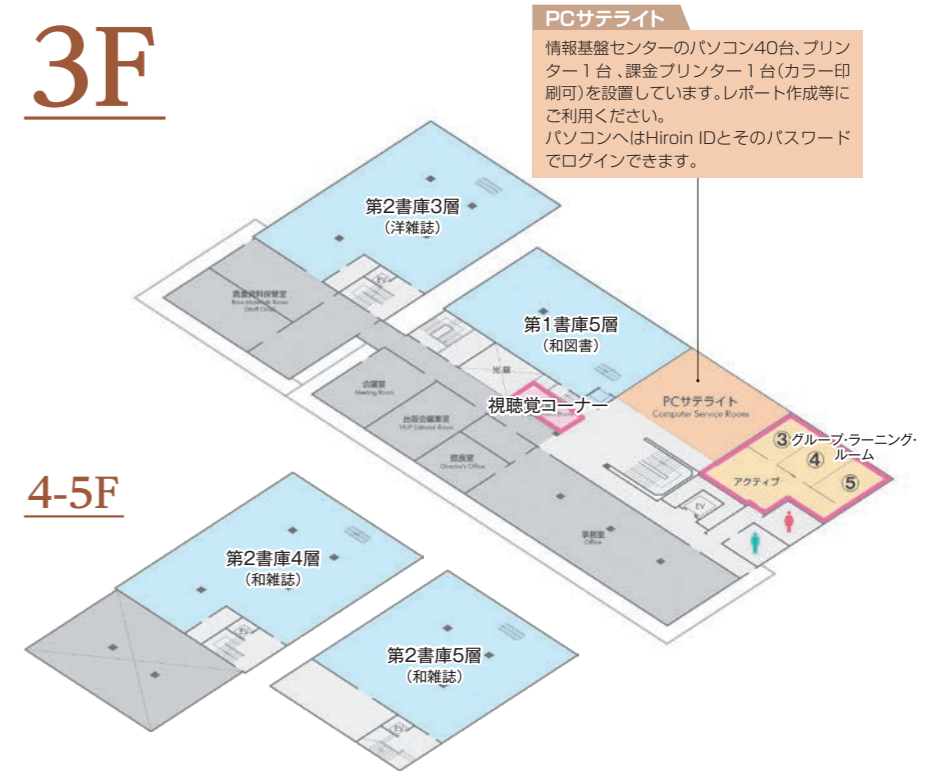 3F
PCサテライト
情報基盤センターのパソコン40台、プリン
ター1台、課金プリンター1台(カラー印
刷可)を設置しています。レポート作成等に
ご利用ください。
パソコンへはHiroin IDとそのパスワード
でログインできます。
第2書庫3層
(洋雑誌)
EV
貴重資料保管室
第1書庫5層
(和図書)
光庭
視聴覚コーナー
PCサテライト
Computer Service Room
会議室
Meeting Room
出版会編集室
HUP Editorial Room
館長室
Director's Office
③
グループ・ラーニング・
ルーム
④
⑤
アクティブ
EV
事務室
Office
4-5F
第2書庫4層
(和雑誌)
EV
第2書庫5層
(和雑誌)
EV